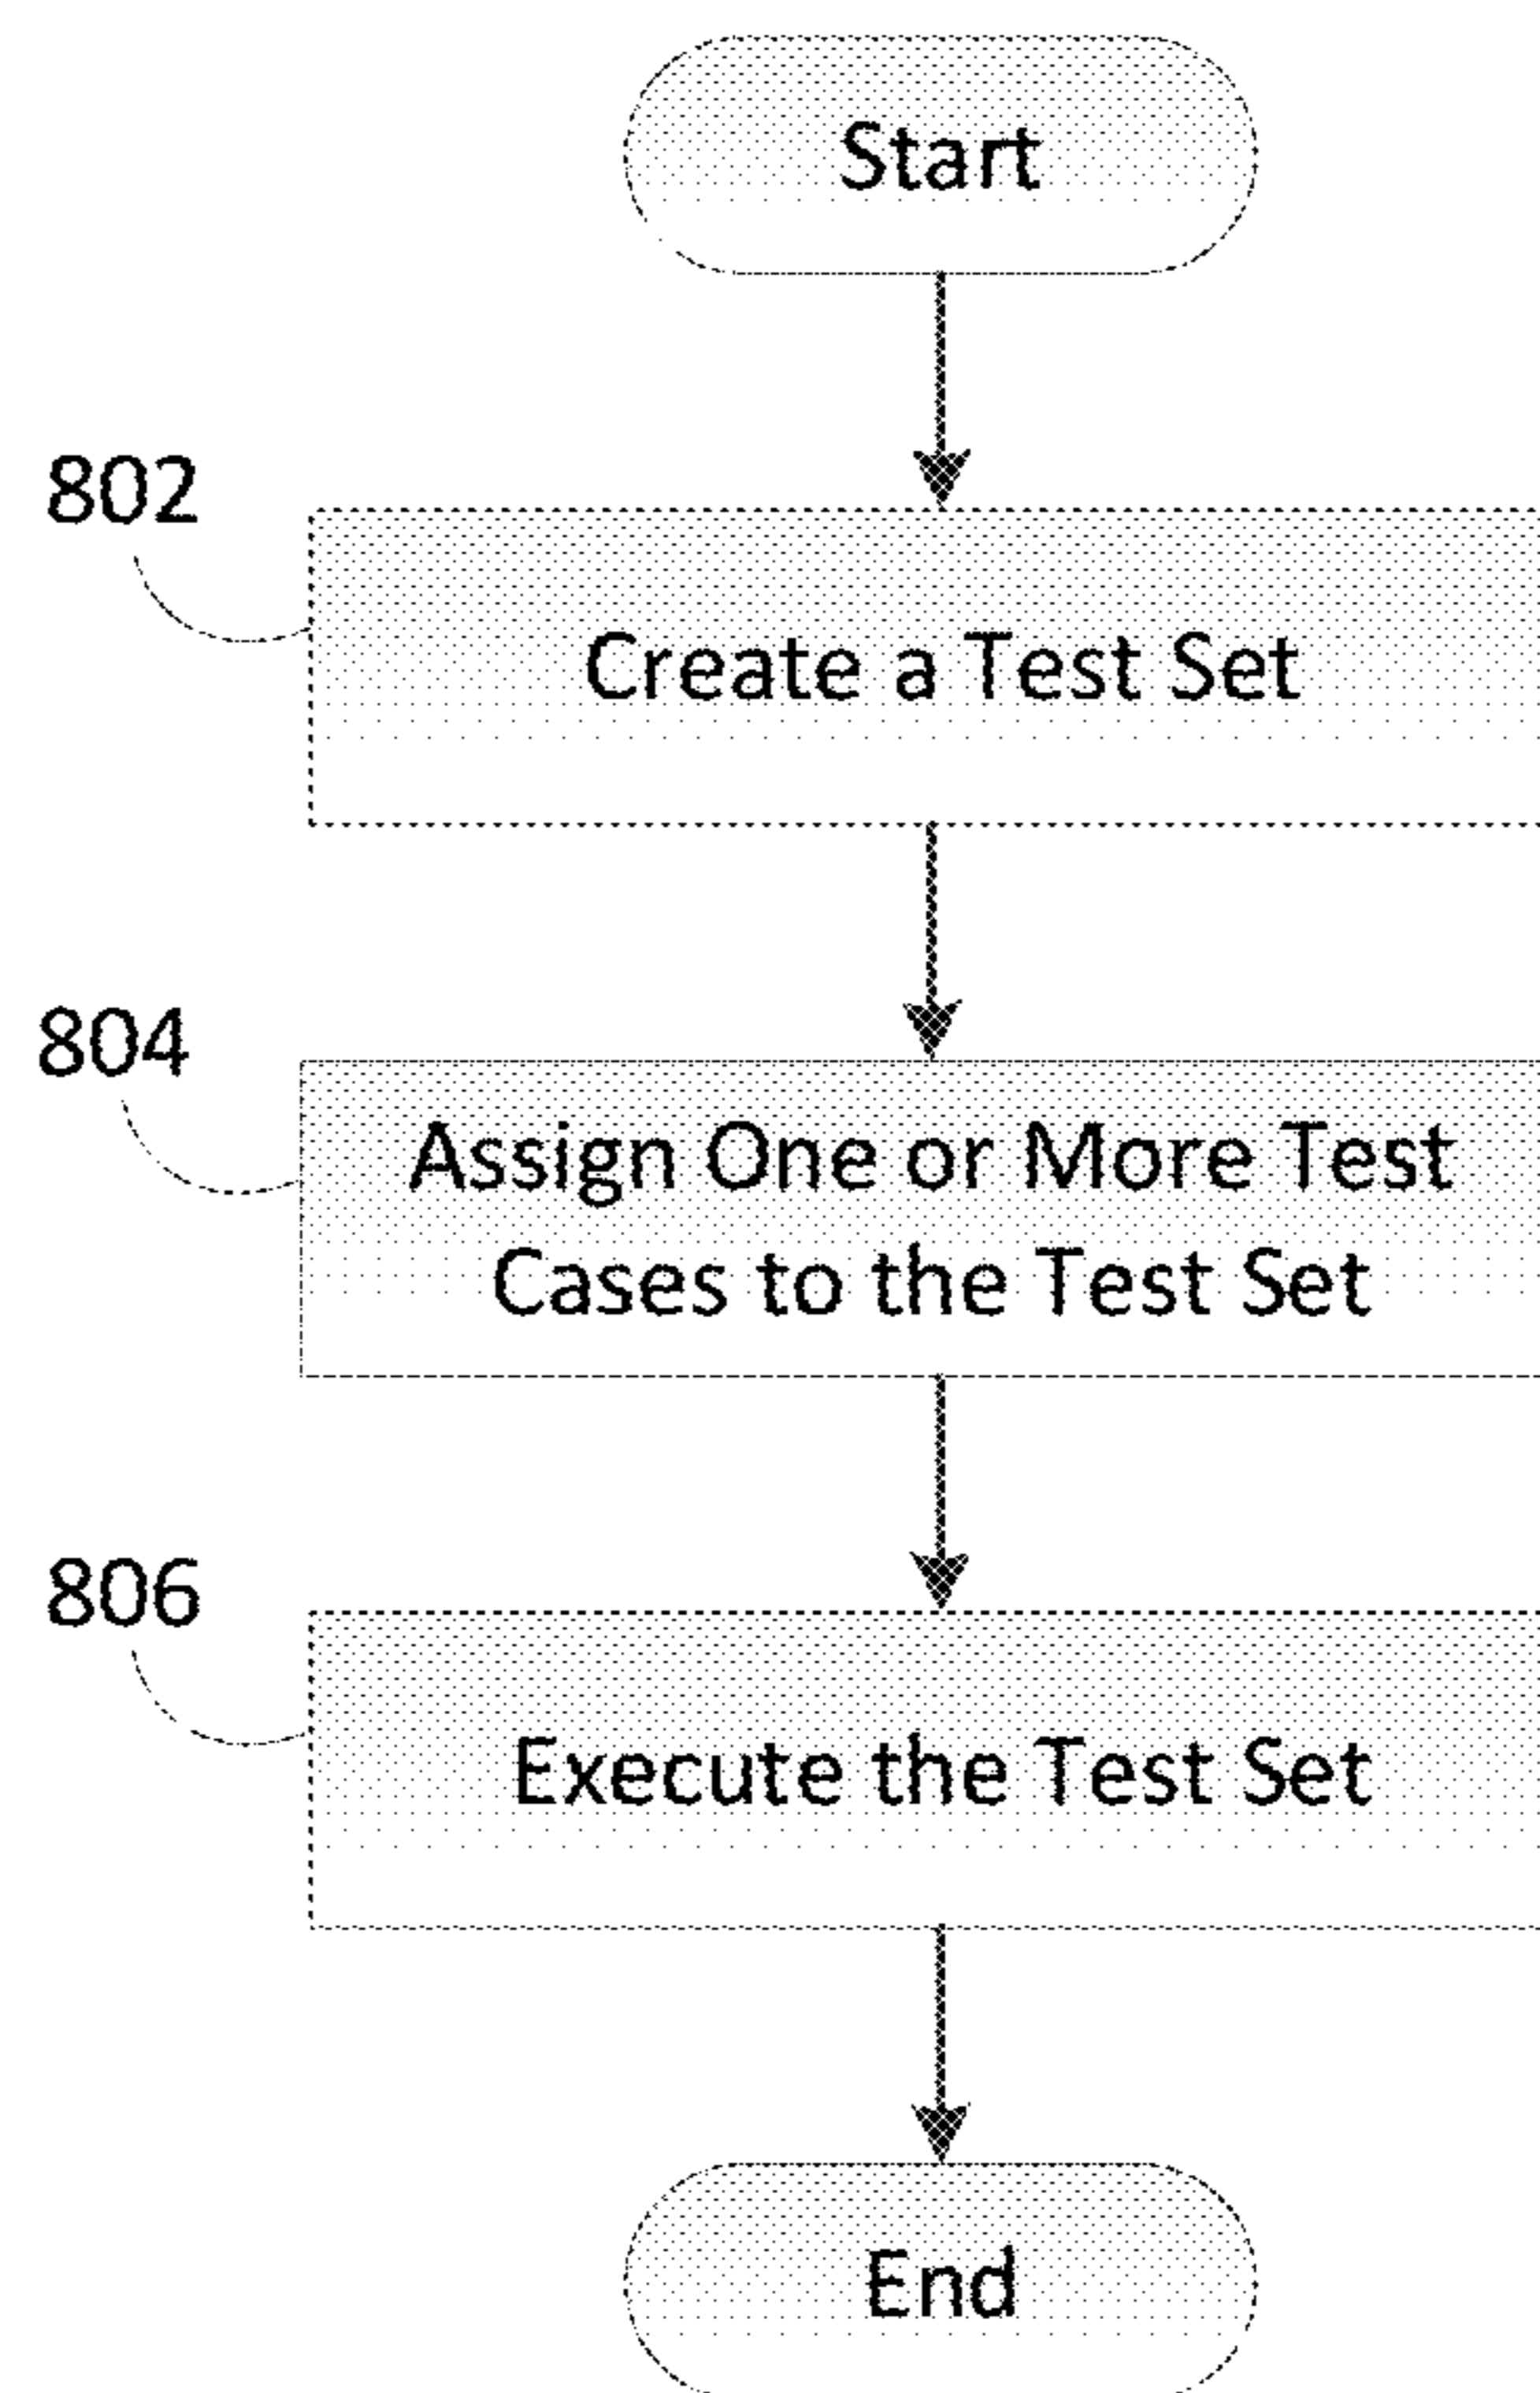 Start
802
Create a Test Set
804
Assign One or More Test
Cases to the Test Set
806
Execute the Test Set
End